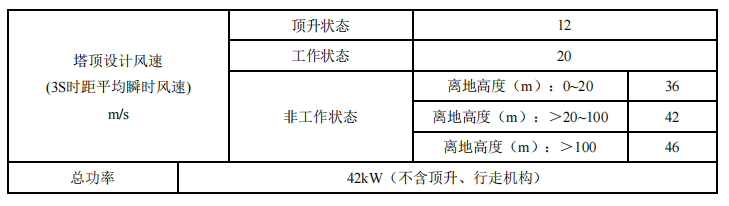 塔顶设计风速
(3S时距平均瞬时风速)
m/s
顶升状态 12
工作状态 20
非工作状态
离地高度（m）：0~20 36
离地高度（m）：＞20~100 42
离地高度（m）：＞100 46
总功率 42kW（不含顶升、行走机构）